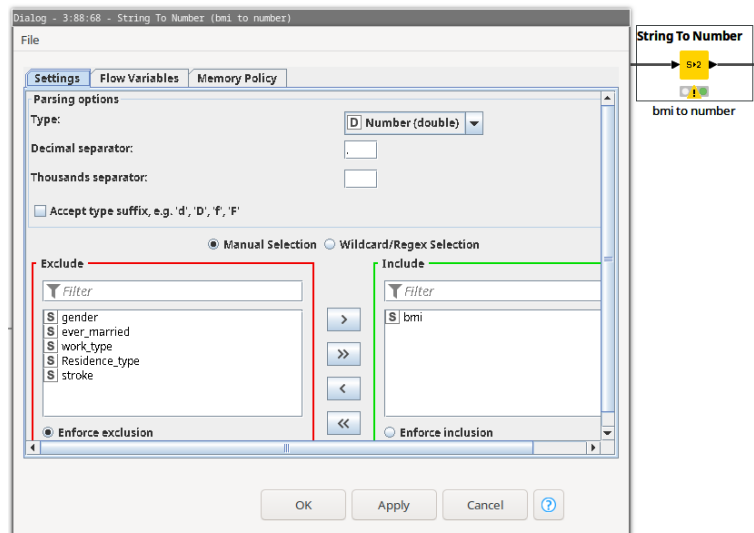 Dialog - 3:88:68 - String To Number (bmi to number)
File
Settings
Flow Variables
Memory Policy
Parsing options
Type:
D Number (double)
Decimal separator:
.
Thousands separator:
Accept type sufix, e.g. 'd', 'D', 'f', 'F'
Manual Selection
Wildcard/Regex Selection
Exclude
Include
Filter
Filter
S gender
S ever_married
S work_type
S Residence_type
S stroke
S bmi
>
>>
<
<<
Enforce exclusion
Enforce inclusion
OK
Apply
Cancel
?
String To Number
S▸2
!
bmi to number